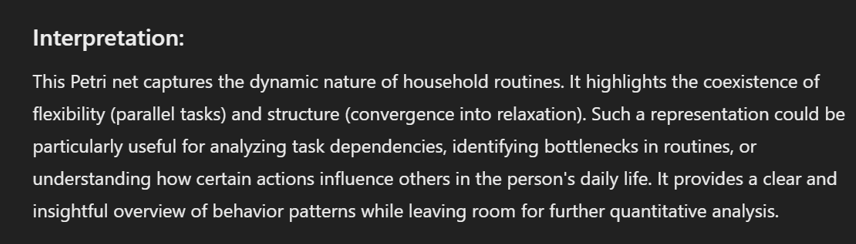 Interpretation:
This Petri net captures the dynamic nature of household routines. It highlights the coexistence of
flexibility (parallel tasks) and structure (convergence into relaxation). Such a representation could be
particularly useful for analyzing task dependencies, identifying bottlenecks in routines, or
understanding how certain actions influence others in the person's daily life. It provides a clear and
insightful overview of behavior patterns while leaving room for further quantitative analysis.